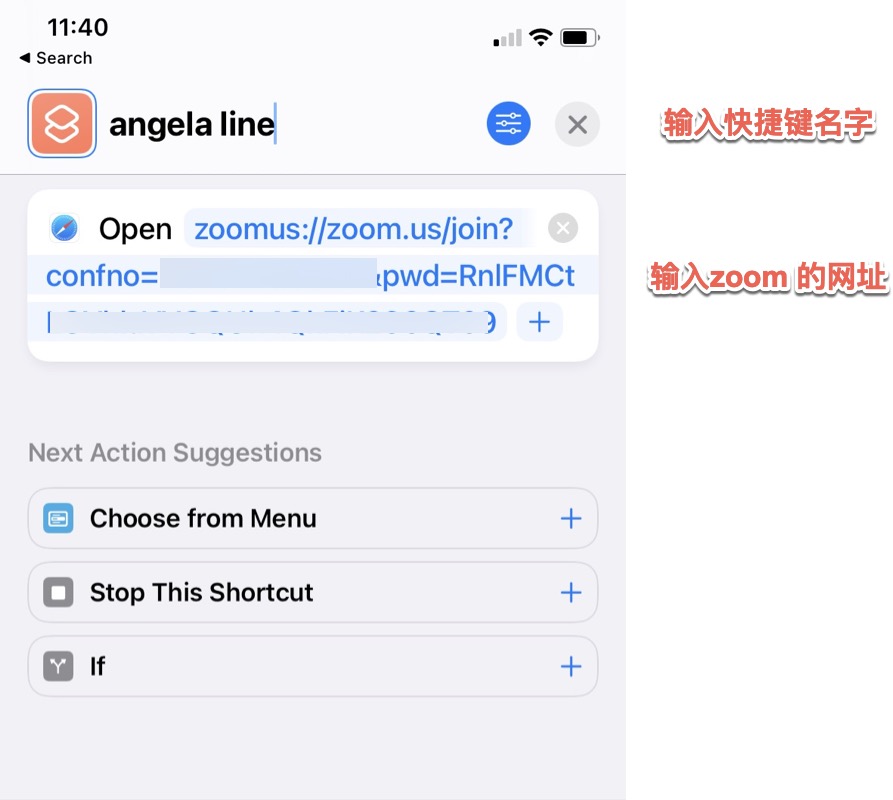 11:40
◀ Search
angela line
输入快捷键名字
Open zoomus://zoom.us/join?
confno= &pwd=RnlFMCt
输入zoom 的网址
9
Next Action Suggestions
Choose from Menu
Stop This Shortcut
If